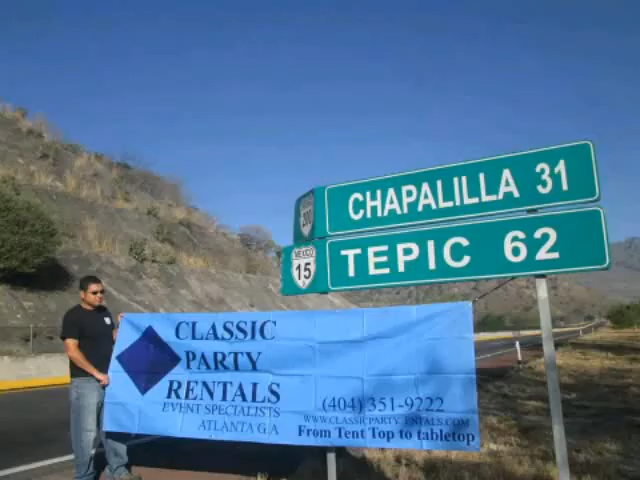 200
CHAPALILLA 31
MEXICO
15
TEPIC 62
CLASSIC
PARTY
RENTALS
EVENT SPECIALISTS
ATLANTA GA
(404) 351-9222
From Tent Top to tabletop